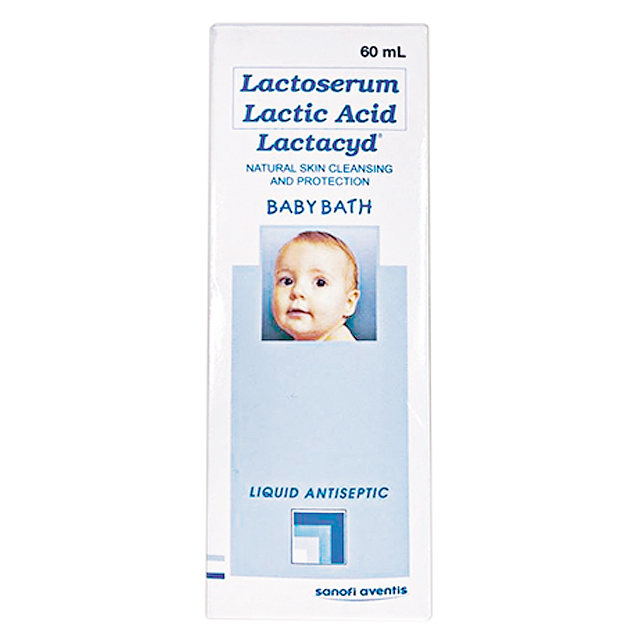 60 mL
Lactoserum
Lactic Acid
Lactacyd®
NATURAL SKIN CLEANSING
AND PROTECTION
BABY BATH
LIQUID ANTISEPTIC
sanofi aventis